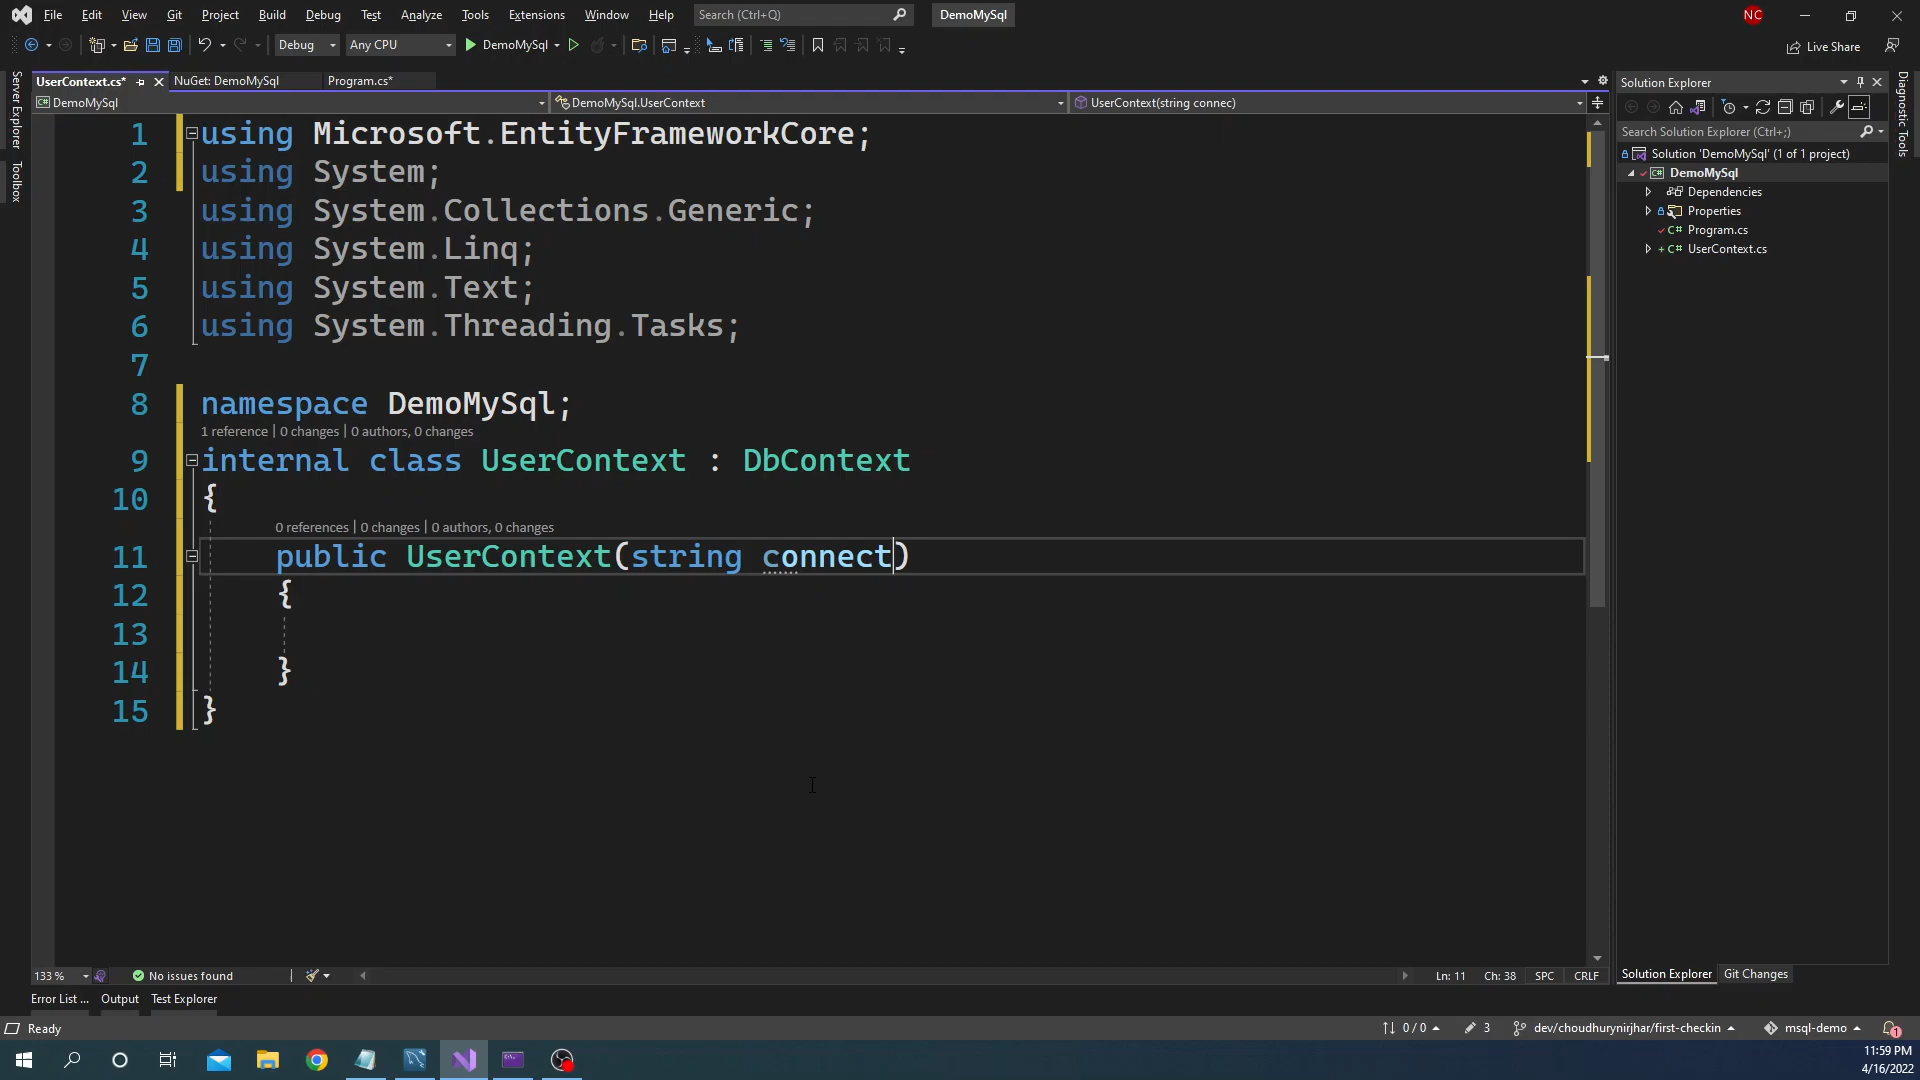 File Edit View Git Project Build Debug Test Analyze Tools Extensions Window Help Search (Ctrl+Q) DemoMySql NC
Debug Any CPU DemoMySql Live Share
UserContext.cs* NuGet: DemoMySql Program.cs*
DemoMySql DemoMySql.UserContext UserContext(string connec)
Server Explorer
Toolbox
1 using Microsoft.EntityFrameworkCore;
2 using System;
3 using System.Collections.Generic;
4 using System.Linq;
5 using System.Text;
6 using System.Threading.Tasks;
7
8 namespace DemoMySql;
1 reference | 0 changes | 0 authors, 0 changes
9 internal class UserContext : DbContext
10 {
0 references | 0 changes | 0 authors, 0 changes
11 public UserContext(string connect)
12 {
13
14 }
15 }
Solution Explorer
Search Solution Explorer (Ctrl+;)
Solution 'DemoMySql' (1 of 1 project)
C# DemoMySql
Dependencies
Properties
C# Program.cs
C# UserContext.cs
Diagnostic Tools
133 % No issues found Ln: 11 Ch: 38 SPC CRLF
Solution Explorer Git Changes
Error List ... Output Test Explorer
Ready 0 / 0 3 dev/choudhurynirjhar/first-checkin msql-demo 1
11:59 PM
4/16/2022